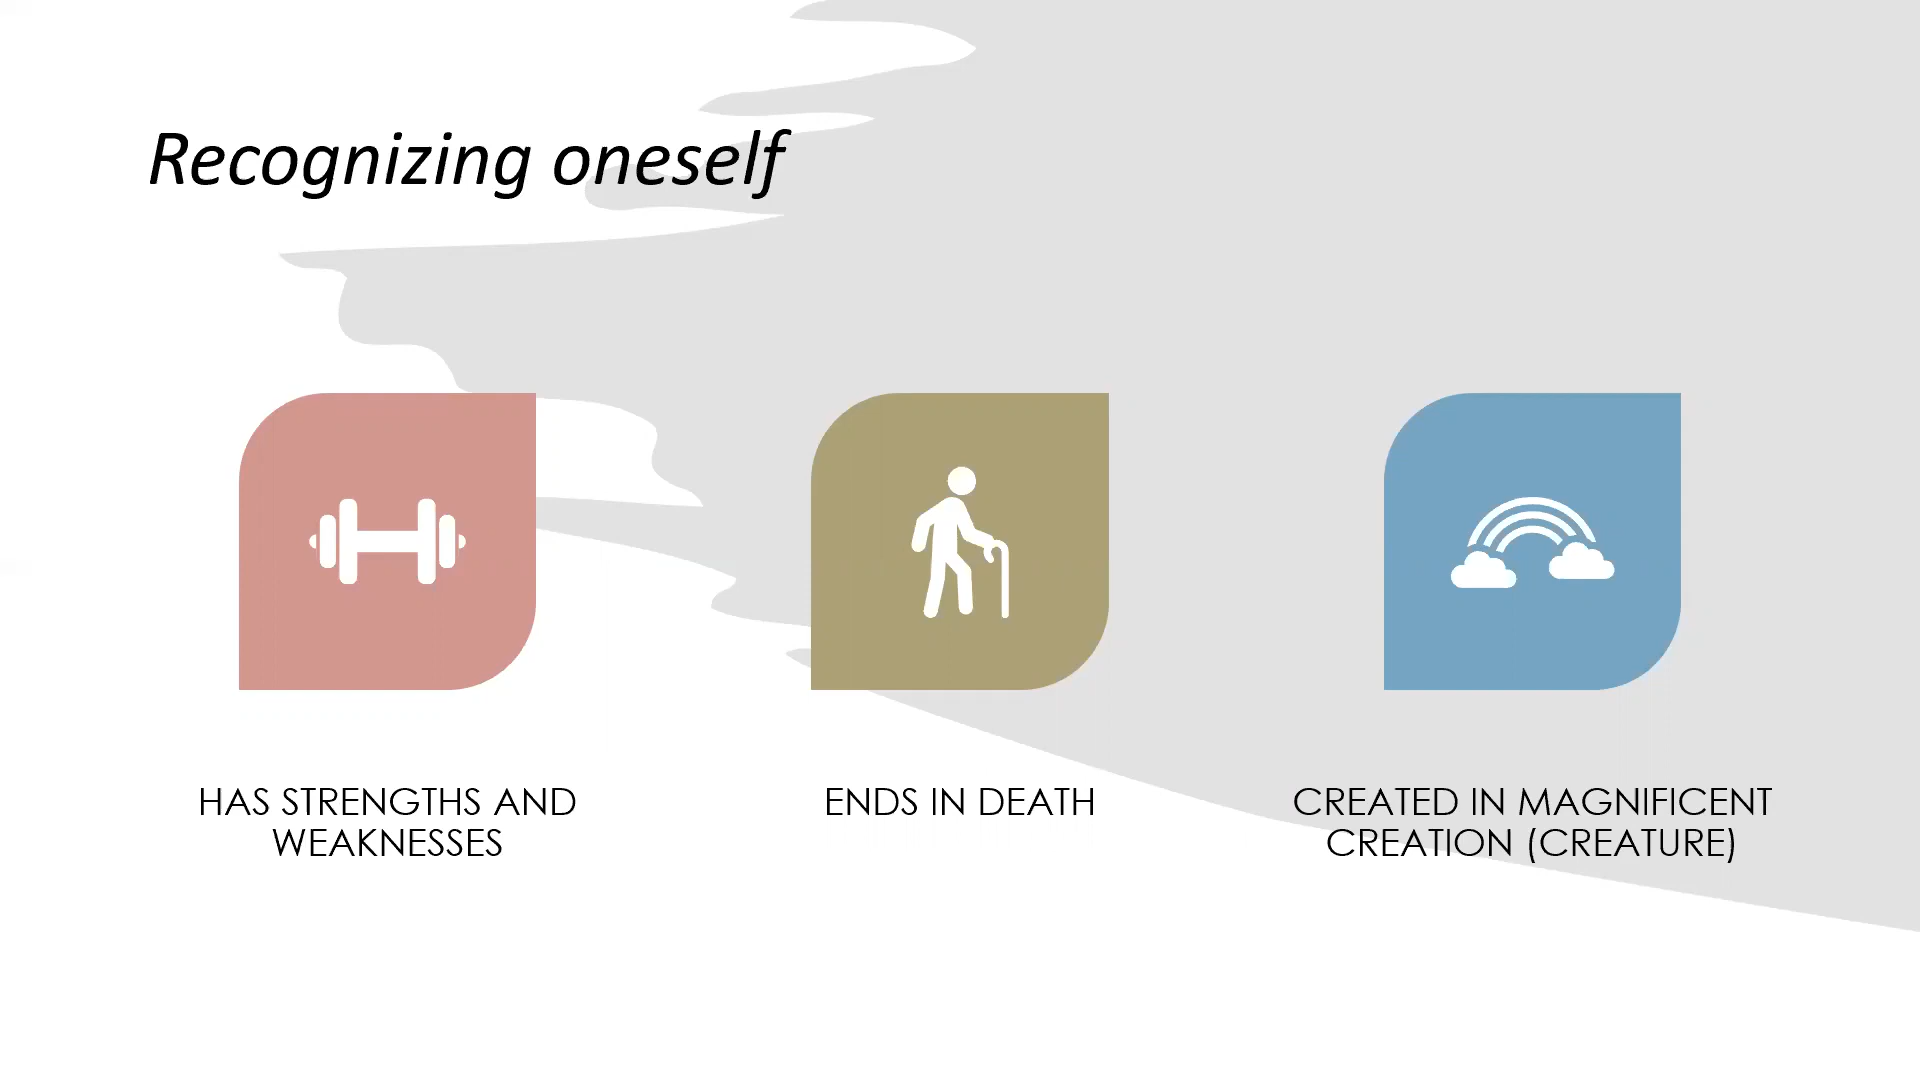 Recognizing oneself
HAS STRENGTHS AND
WEAKNESSES
ENDS IN DEATH
CREATED IN MAGNIFICENT
CREATION (CREATURE)